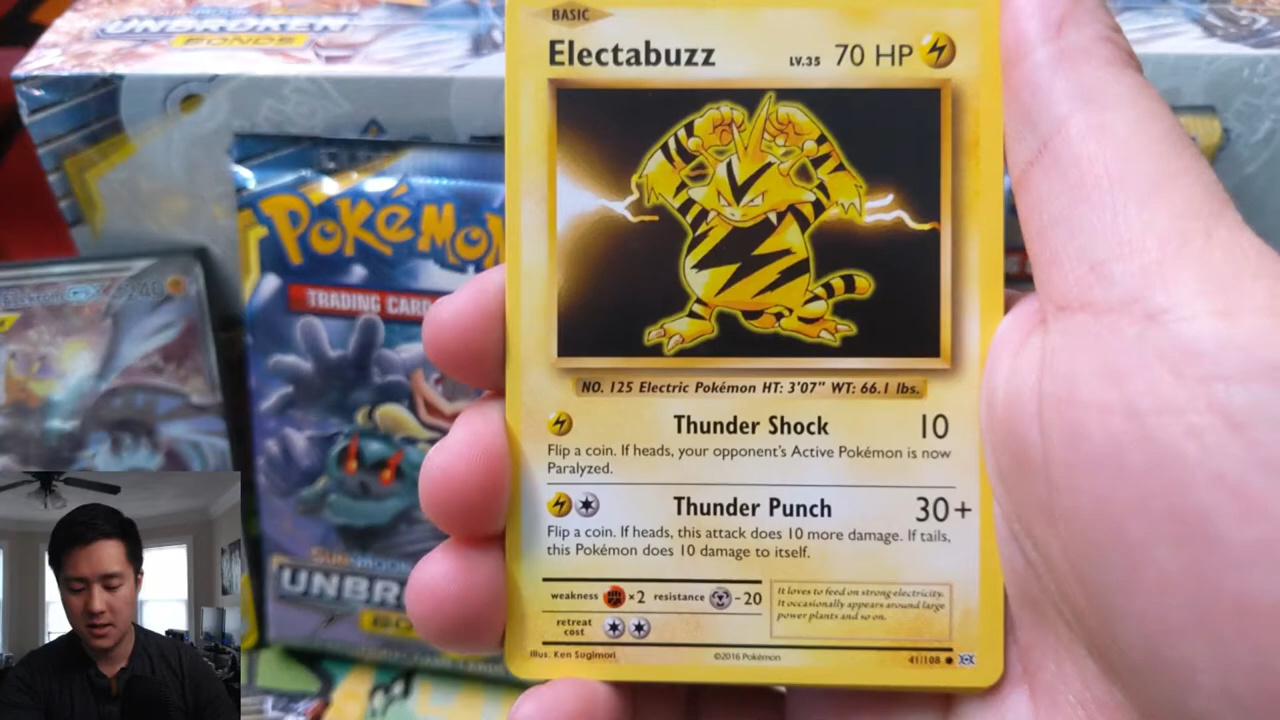 UNBROKEN
BONDS
POKéMON
TRADING CARD
SUN & MOON
UNBR
BO
240
BASIC
Electabuzz LV.35 70 HP
NO. 125 Electric Pokémon HT: 3'07" WT: 66.1 lbs.
Thunder Shock 10
Flip a coin. If heads, your opponent's Active Pokémon is now
Paralyzed.
Thunder Punch 30+
Flip a coin. If heads, this attack does 10 more damage. If tails,
this Pokémon does 10 damage to itself.
weakness ×2 resistance -20
retreat
cost
It loves to feed on strong electricity.
It occasionally appears around large
power plants and so on.
Illus. Ken Sugimori ©2016 Pokémon 41/108